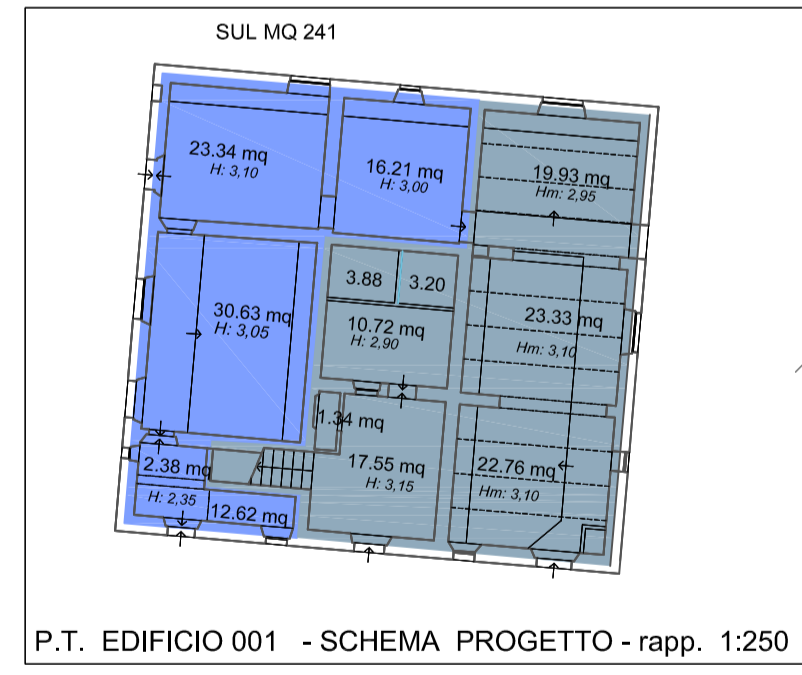 SUL MQ 241
23.34 mq
H: 3,10
16.21 mq
H: 3,00
19.93 mq
Hm: 2,95
3.88
3.20
30.63 mq
H: 3,05
10.72 mq
H: 2,90
23.33 mq
Hm: 3,10
1.34 mq
2.38 mq
17.55 mq
H: 3,15
22.76 mq
Hm: 3,10
H: 2,35
12.62 mq
P.T. EDIFICIO 001 - SCHEMA PROGETTO - rapp. 1:250